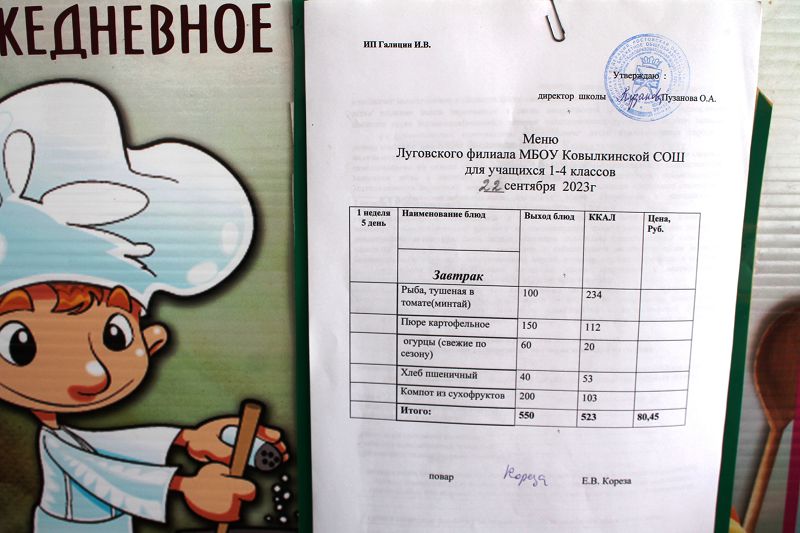 ЖЕДНЕВНОЕ
ИП Галицин И.В.
Утверждаю :
директор школы Пузанова О.А.
Меню
Луговского филиала МБОУ Ковылкинской СОШ
для учащихся 1-4 классов
22 сентября 2023г
1 неделя 5 день Наименование блюд Выход блюд ККАЛ Цена, Руб.
Завтрак
Рыба, тушеная в томате(минтай) 100 234
Пюре картофельное 150 112
огурцы (свежие по сезону) 60 20
Хлеб пшеничный 40 53
Компот из сухофруктов 200 103
Итого: 550 523 80,45
повар Кореза Е.В. Кореза